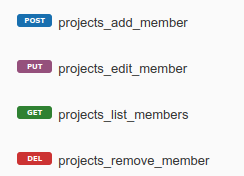 POST projects_add_member
PUT projects_edit_member
GET projects_list_members
DEL projects_remove_member